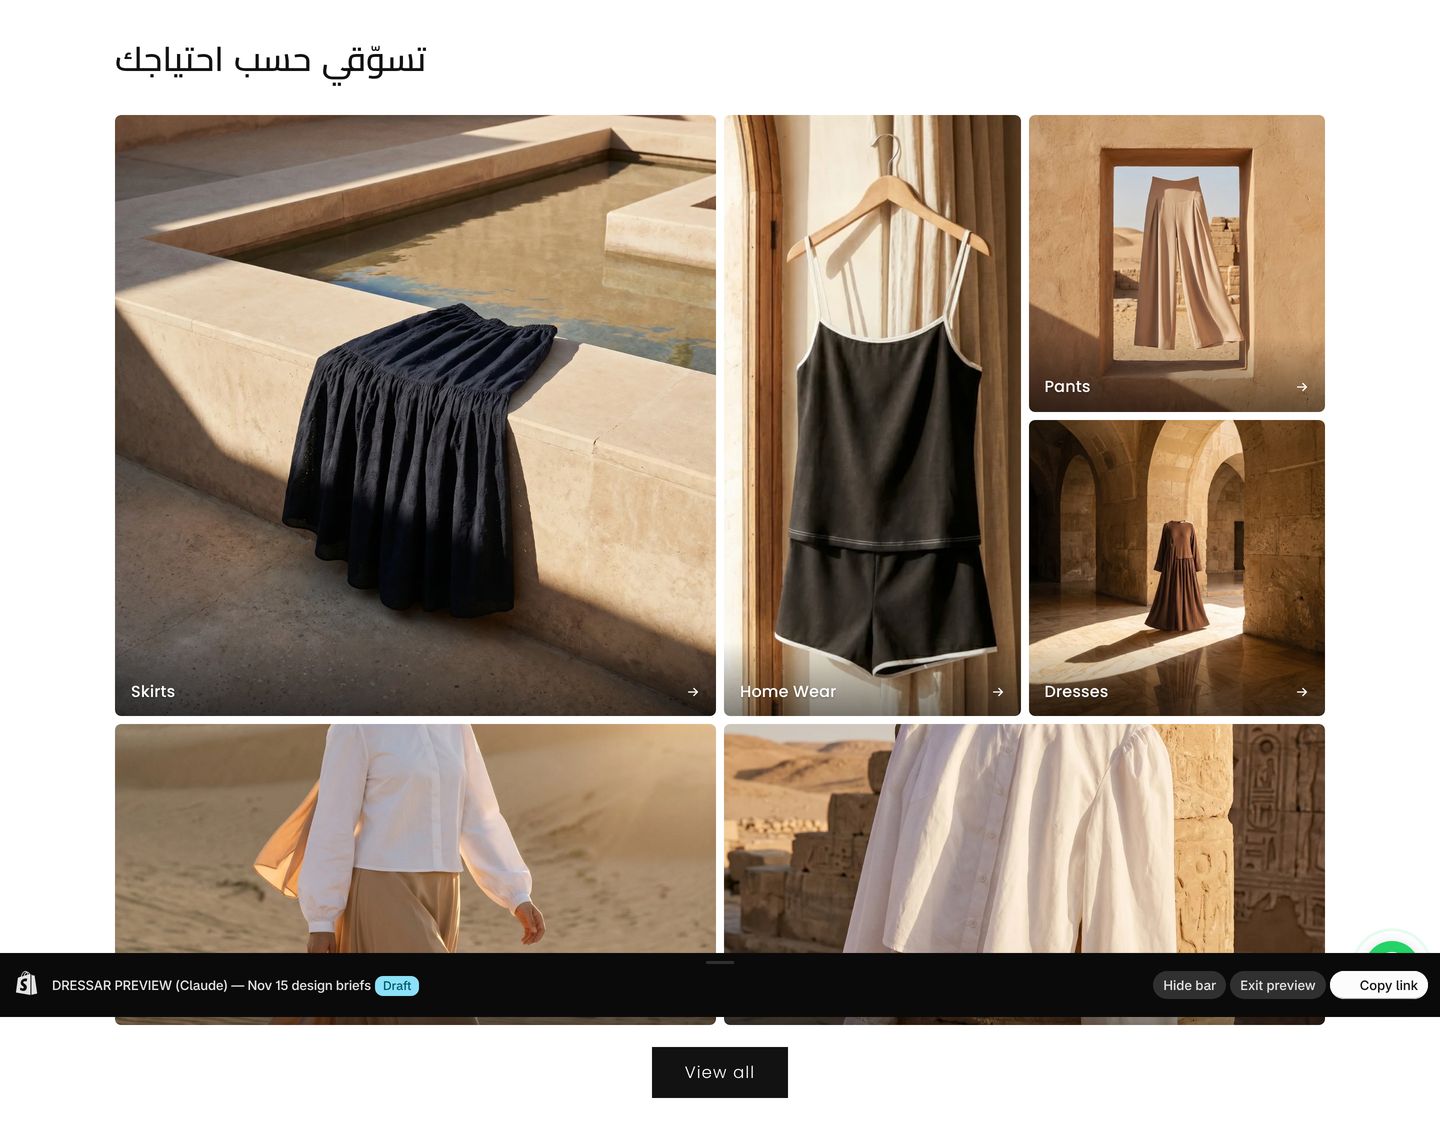 تسوّقي حسب احتياجك
Pants
Skirts
Home Wear
Dresses
DRESSAR PREVIEW (Claude) — Nov 15 design briefs
Draft
Hide bar
Exit preview
Copy link
View all